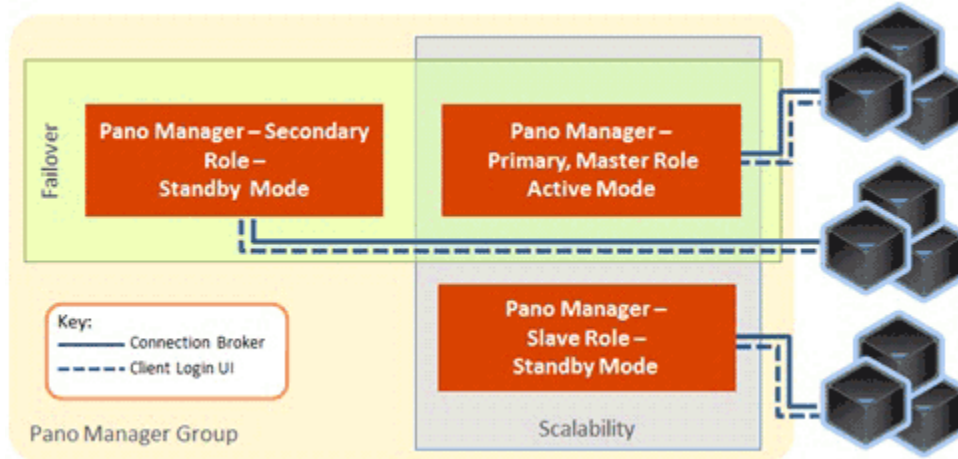 Failover
Pano Manager – Secondary
Role –
Standby Mode
Pano Manager –
Primary, Master Role
Active Mode
Pano Manager –
Slave Role –
Standby Mode
Key:
Connection Broker
Client Login UI
Pano Manager Group
Scalability